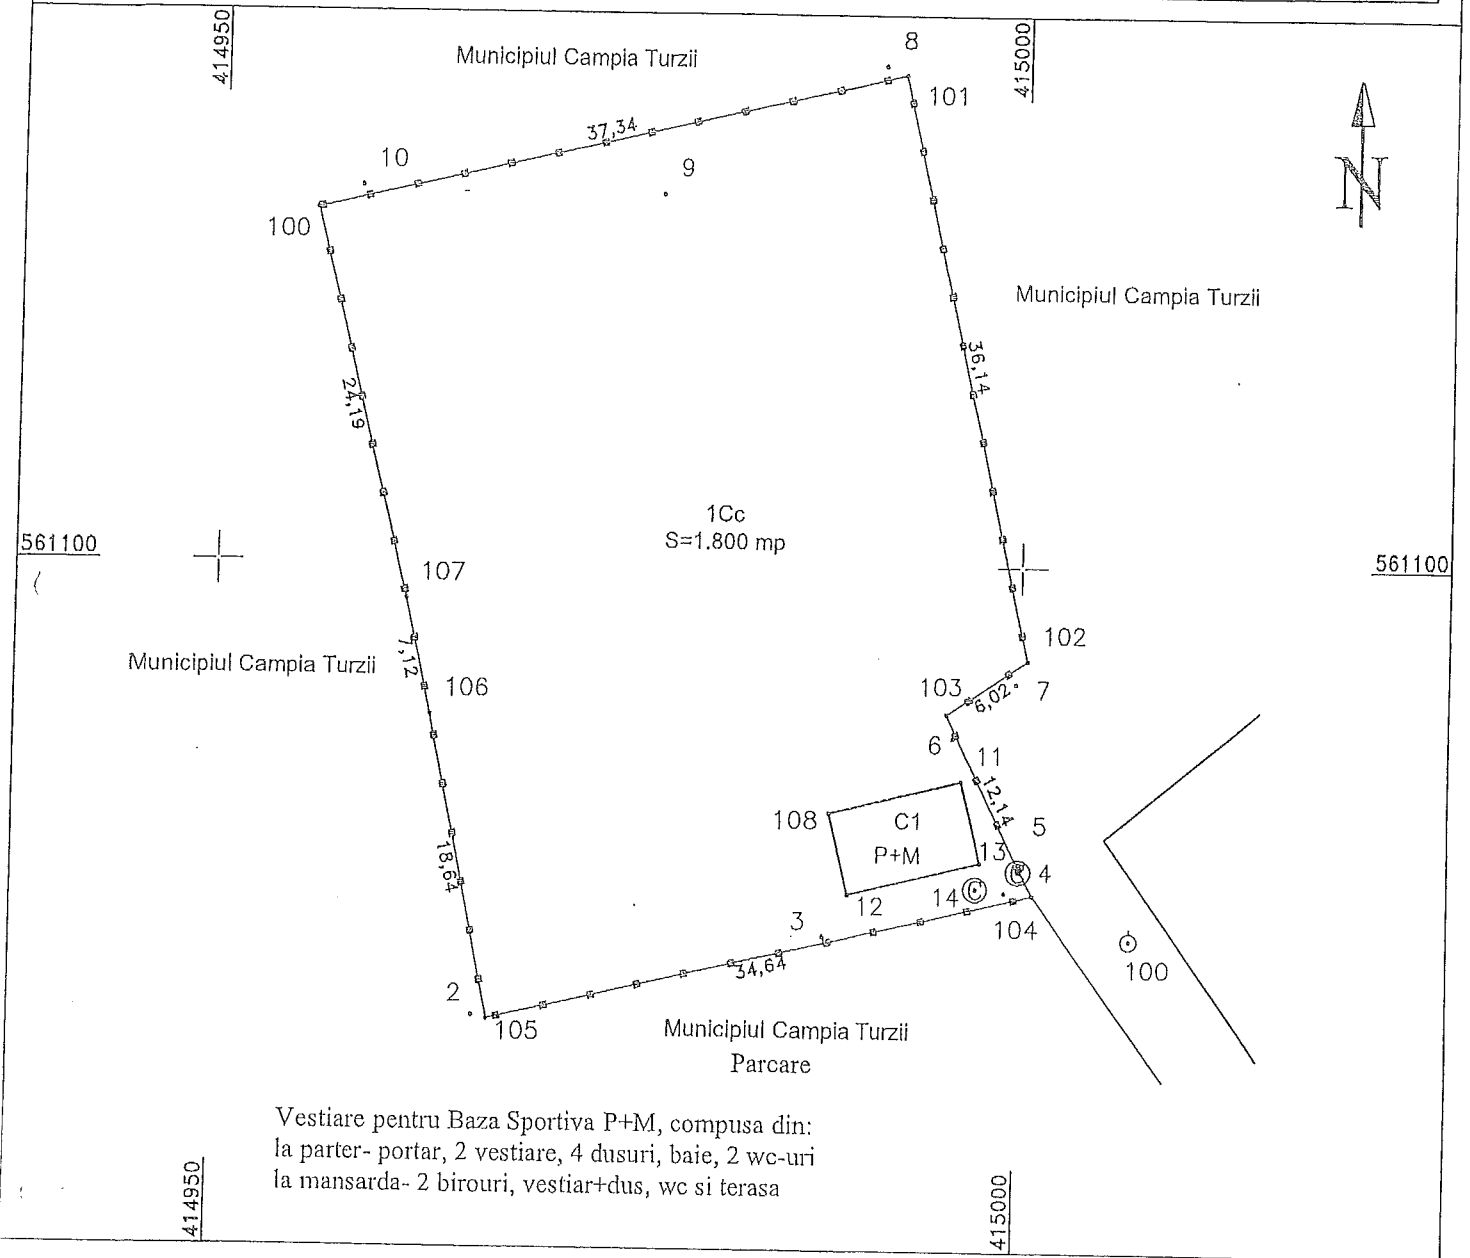 414950
Municipiul Campia Turzii
8
415000
101
37,34
10
9
N
100
Municipiul Campia Turzii
36,14
24,19
1Cc
S=1.800 mp
561100
561100
107
102
7,12
Municipiul Campia Turzii
106
103
6,02
7
6
11
12,14
108
C1
5
P+M
13
4
18,64
12
14
3
104
34,64
100
2
105
Municipiul Campia Turzii
Parcare
Vestiare pentru Baza Sportiva P+M, compusa din:
la parter- portar, 2 vestiare, 4 dusuri, baie, 2 wc-uri
la mansarda- 2 birouri, vestiar+dus, wc si terasa
414950
415000